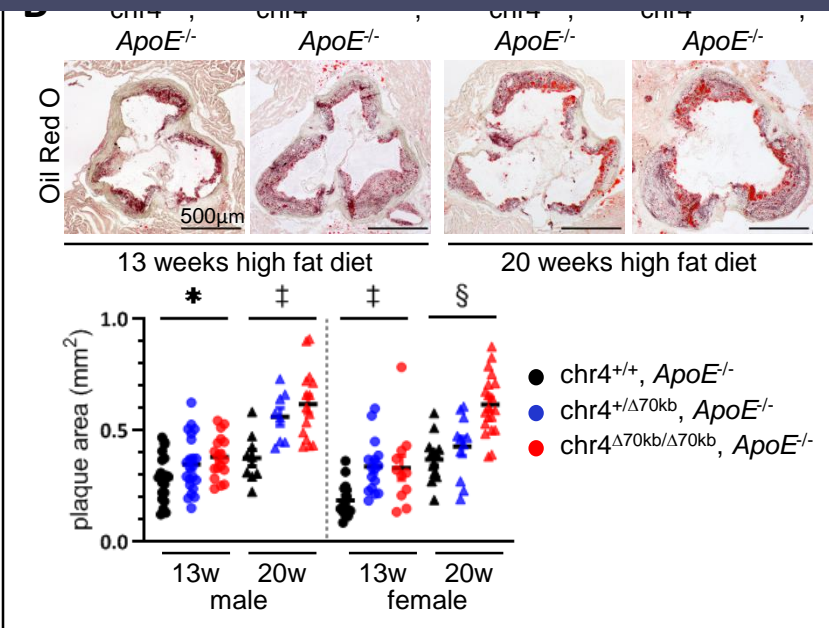 ApoE-/- ApoE-/- ApoE-/- ApoE-/-
Oil Red O
500µm
13 weeks high fat diet 20 weeks high fat diet
* ‡ ‡ §
plaque area (mm²)
1.0
0.5
0.0
chr4+/+, ApoE-/-
chr4+/Δ70kb, ApoE-/-
chr4Δ70kb/Δ70kb, ApoE-/-
13w 20w 13w 20w
male female